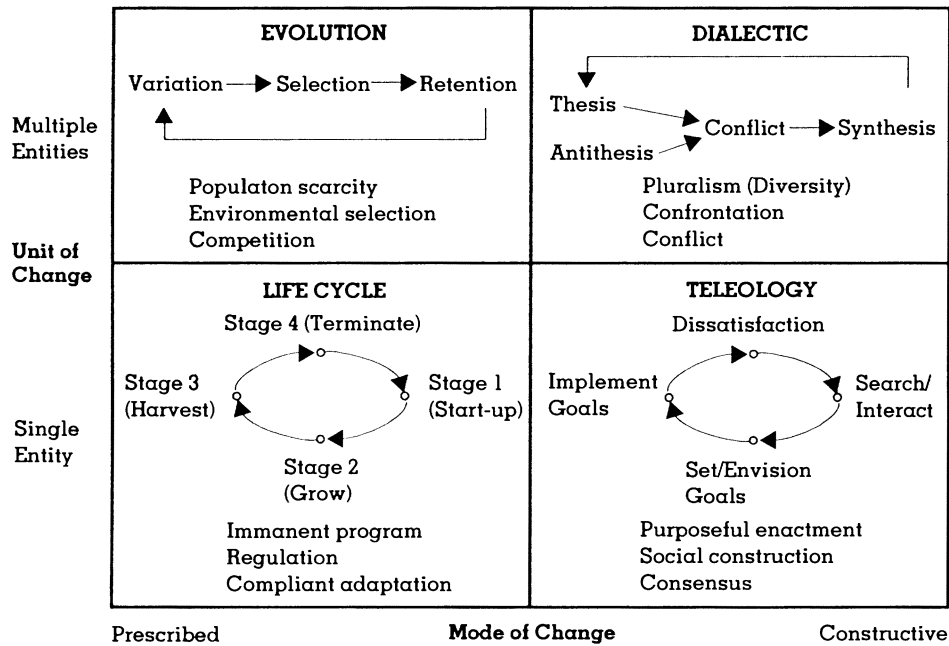 EVOLUTION
Variation Selection Retention
Populaton scarcity
Environmental selection
Competition
DIALECTIC
Thesis
Antithesis
Conflict Synthesis
Pluralism (Diversity)
Confrontation
Conflict
Multiple
Entities
Unit of
Change
LIFE CYCLE
Stage 4 (Terminate)
Stage 3
(Harvest)
Stage 1
(Start-up)
Stage 2
(Grow)
Immanent program
Regulation
Compliant adaptation
TELEOLOGY
Dissatisfaction
Implement
Goals
Search/
Interact
Set/Envision
Goals
Purposeful enactment
Social construction
Consensus
Single
Entity
Prescribed Mode of Change Constructive